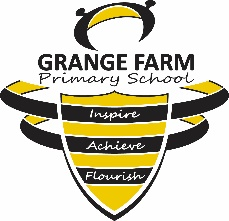 GRANGE FARM
Primary School
Inspire
Achieve
Flourish